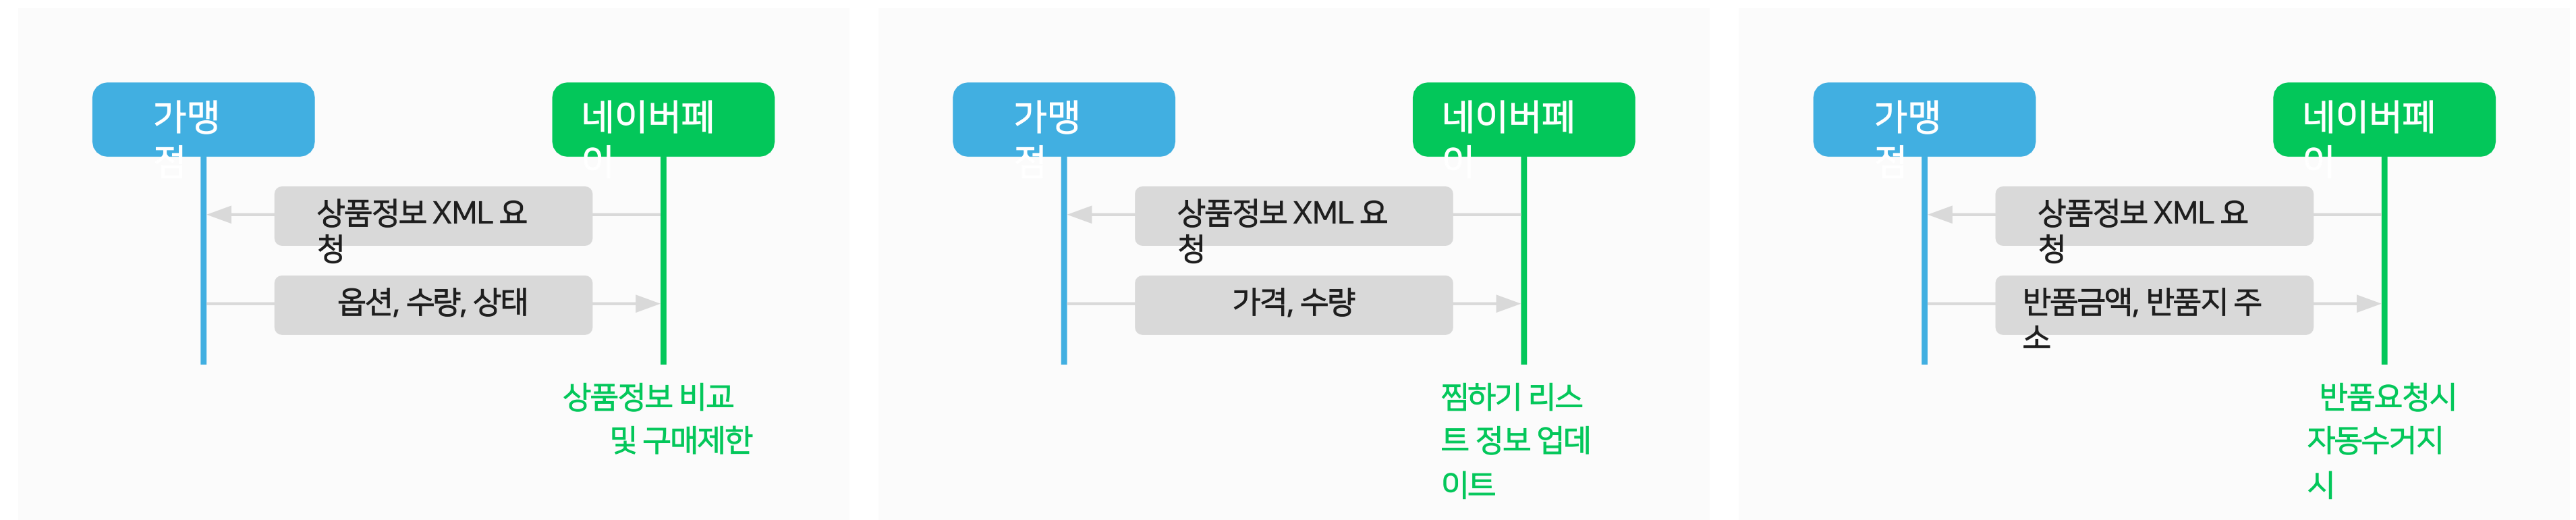 가맹
점
네이버페
이
상품정보 XML 요
청
옵션, 수량, 상태
상품정보 비교
및 구매제한
가맹
점
네이버페
이
상품정보 XML 요
청
가격, 수량
찜하기 리스
트 정보 업데
이트
가맹
점
네이버페
이
상품정보 XML 요
청
반품금액, 반품지 주
소
반품요청시
자동수거지
시